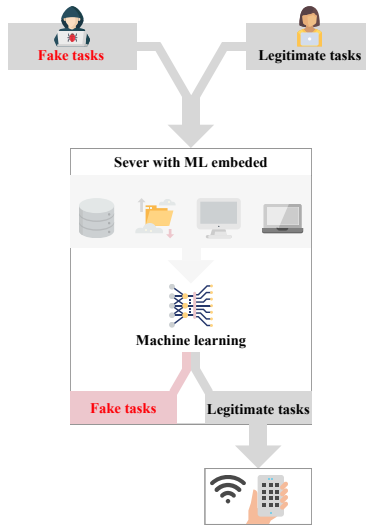 Fake tasks
Legitimate tasks
Sever with ML embeded
Machine learning
Fake tasks
Legitimate tasks